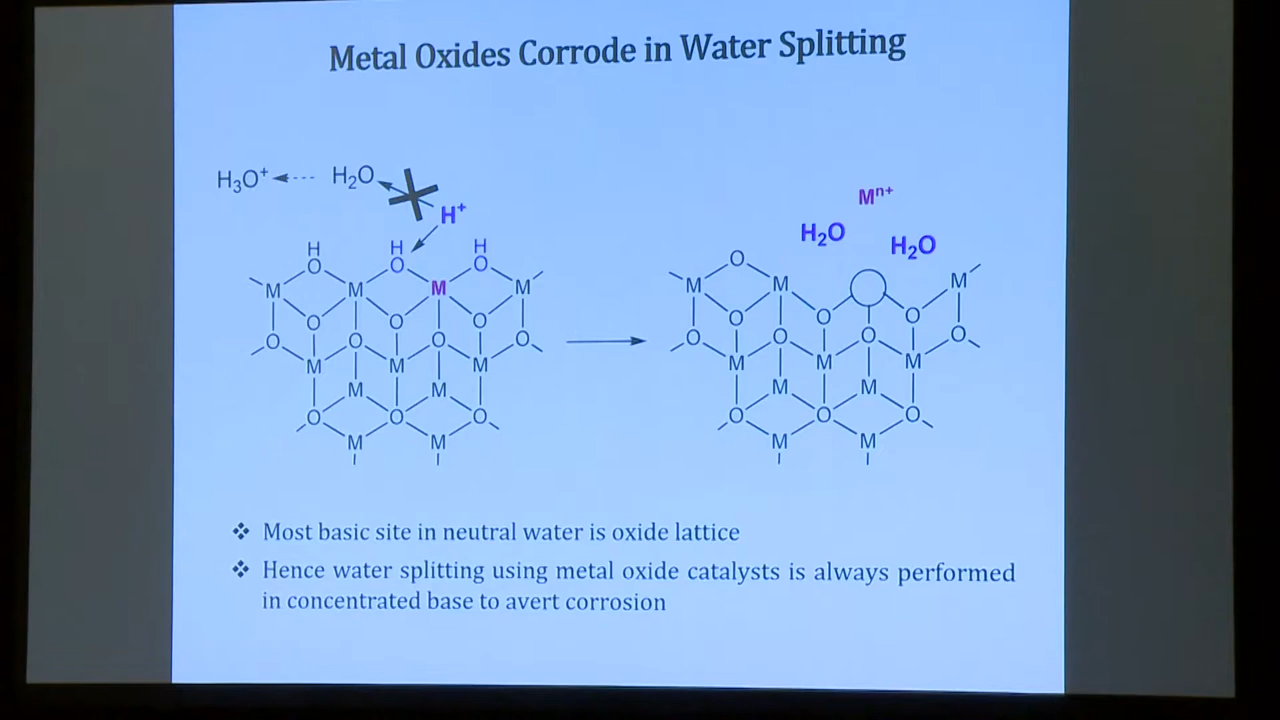 Metal Oxides Corrode in Water Splitting
H₃O⁺ H₂O
H⁺
H H H
O O O
M M M M
O O O
O O O O
M M M
M M
O O O
M M
Mⁿ⁺
H₂O H₂O
O
M M M
O O O
O O O O
M M M
M M
O O O
M M
❖ Most basic site in neutral water is oxide lattice
❖ Hence water splitting using metal oxide catalysts is always performed
in concentrated base to avert corrosion